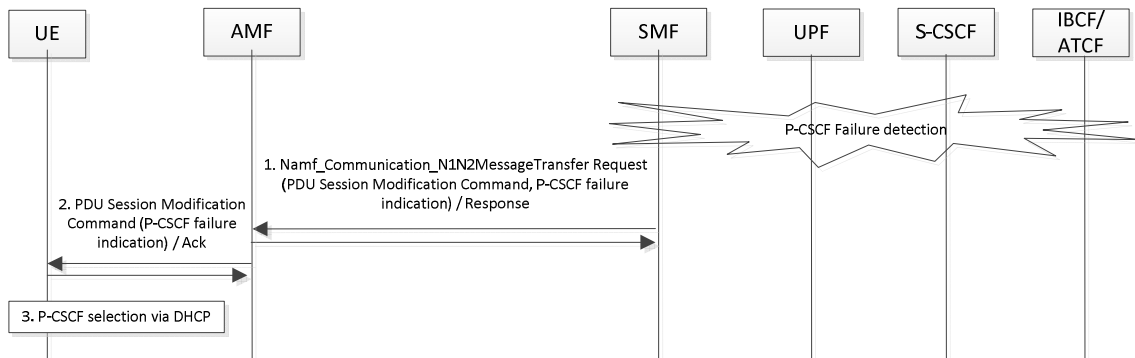 UE
AMF
SMF
UPF
S-CSCF
IBCF/
ATCF
P-CSCF Failure detection
1. Namf_Communication_N1N2MessageTransfer Request
(PDU Session Modification Command, P-CSCF failure
indication) / Response
2. PDU Session Modification
Command (P-CSCF failure
indication) / Ack
3. P-CSCF selection via DHCP